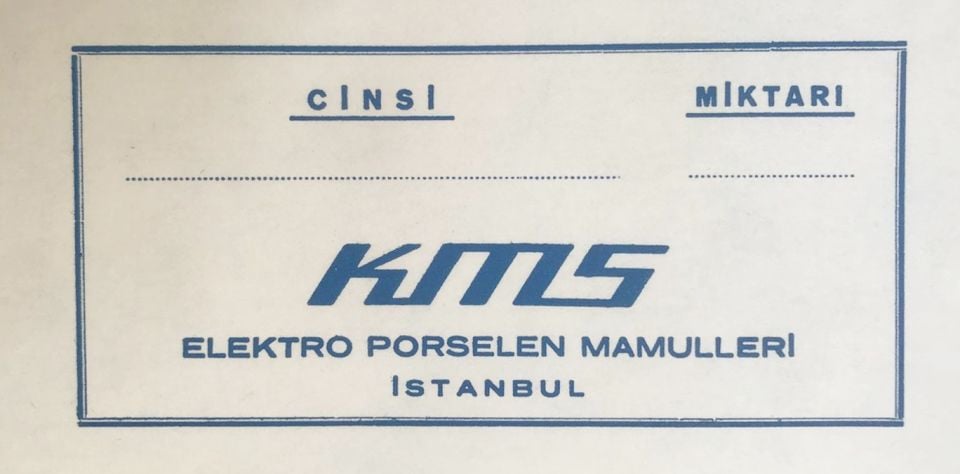 CİNSİ MİKTARI
KMS
ELEKTRO PORSELEN MAMULLERİ
İSTANBUL